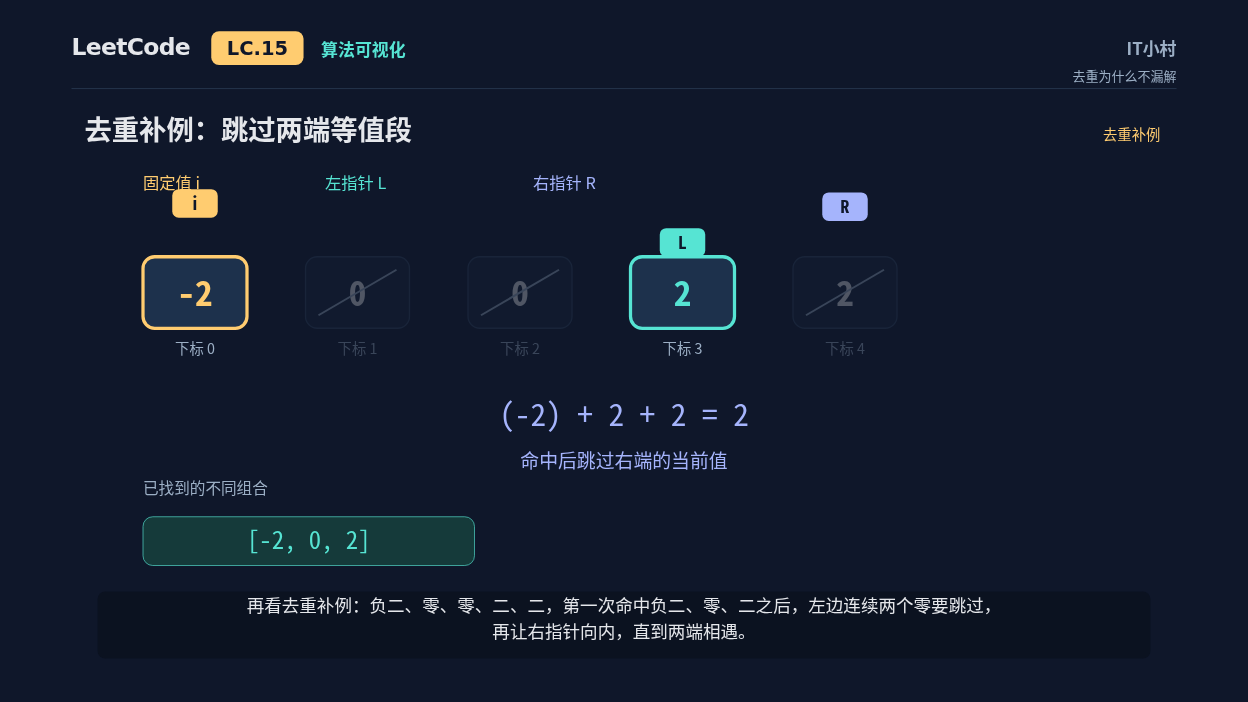 LeetCode LC.15 算法可视化 IT小村
去重为什么不漏解
去重补例：跳过两端等值段 去重补例
固定值 i 左指针 L 右指针 R
i R
L
-2 0 0 2 2
下标 0 下标 1 下标 2 下标 3 下标 4
(-2) + 2 + 2 = 2
命中后跳过右端的当前值
已找到的不同组合
[-2, 0, 2]
再看去重补例：负二、零、零、二、二，第一次命中负二、零、二之后，左边连续两个零要跳过，
再让右指针向内，直到两端相遇。